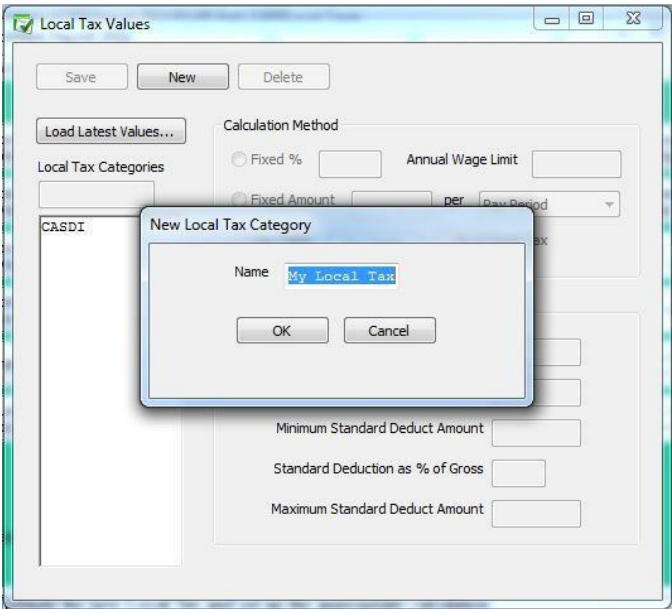 Local Tax Values
Save New Delete
Load Latest Values...
Calculation Method
Fixed % Annual Wage Limit
Local Tax Categories
Fixed Amount per Pay Period
CASDI
New Local Tax Category
Name My Local Tax
OK Cancel
Minimum Standard Deduct Amount
Standard Deduction as % of Gross
Maximum Standard Deduct Amount